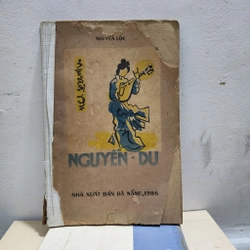 NGUYỄN LỘC
NGUYỄN - DU
NHÀ XUẤT BẢN ĐÀ NẴNG, 1986